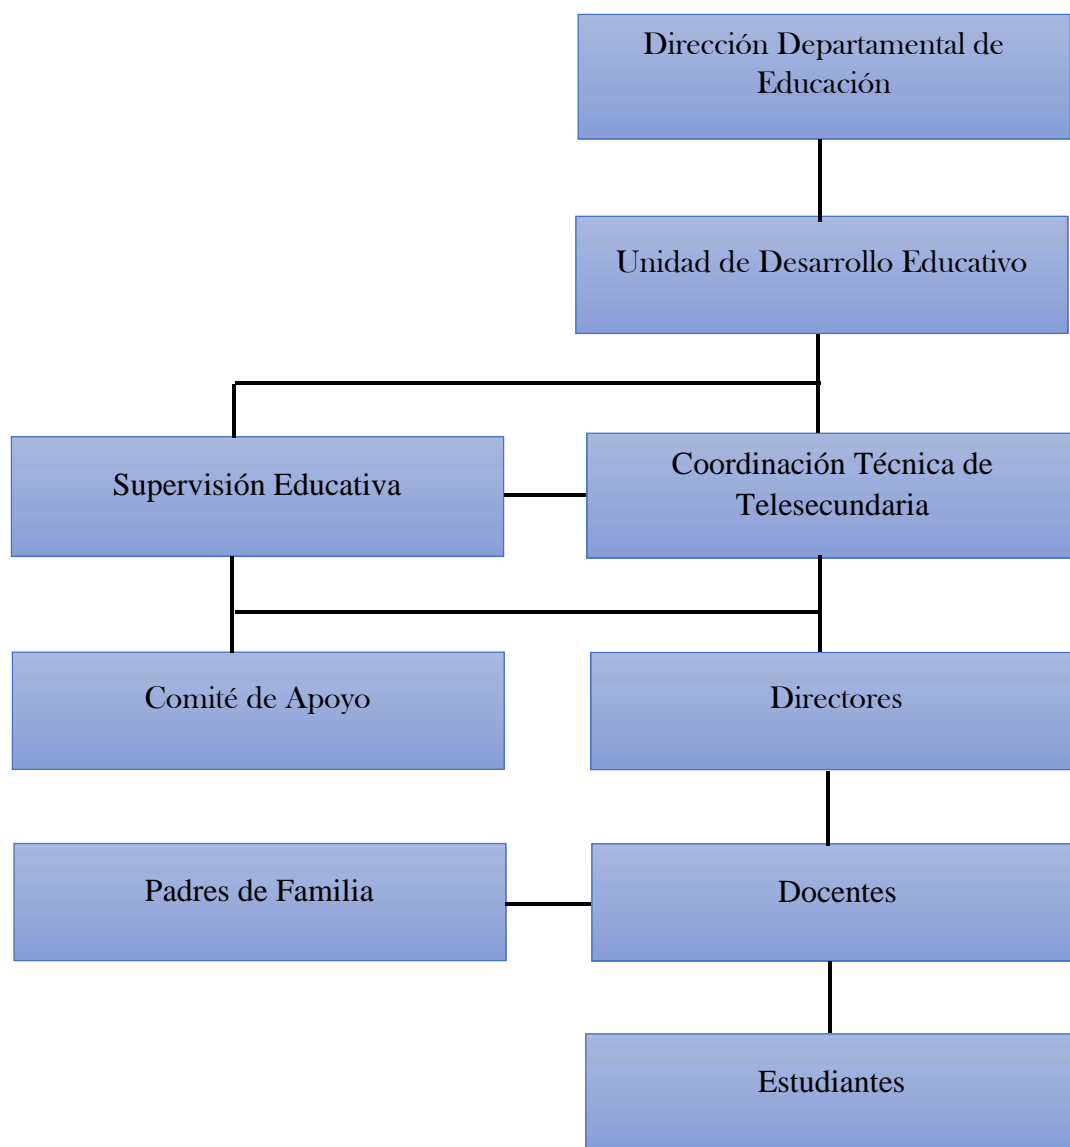 Dirección Departamental de
Educación
Unidad de Desarrollo Educativo
Supervisión Educativa
Coordinación Técnica de
Telesecundaria
Comité de Apoyo
Directores
Padres de Familia
Docentes
Estudiantes